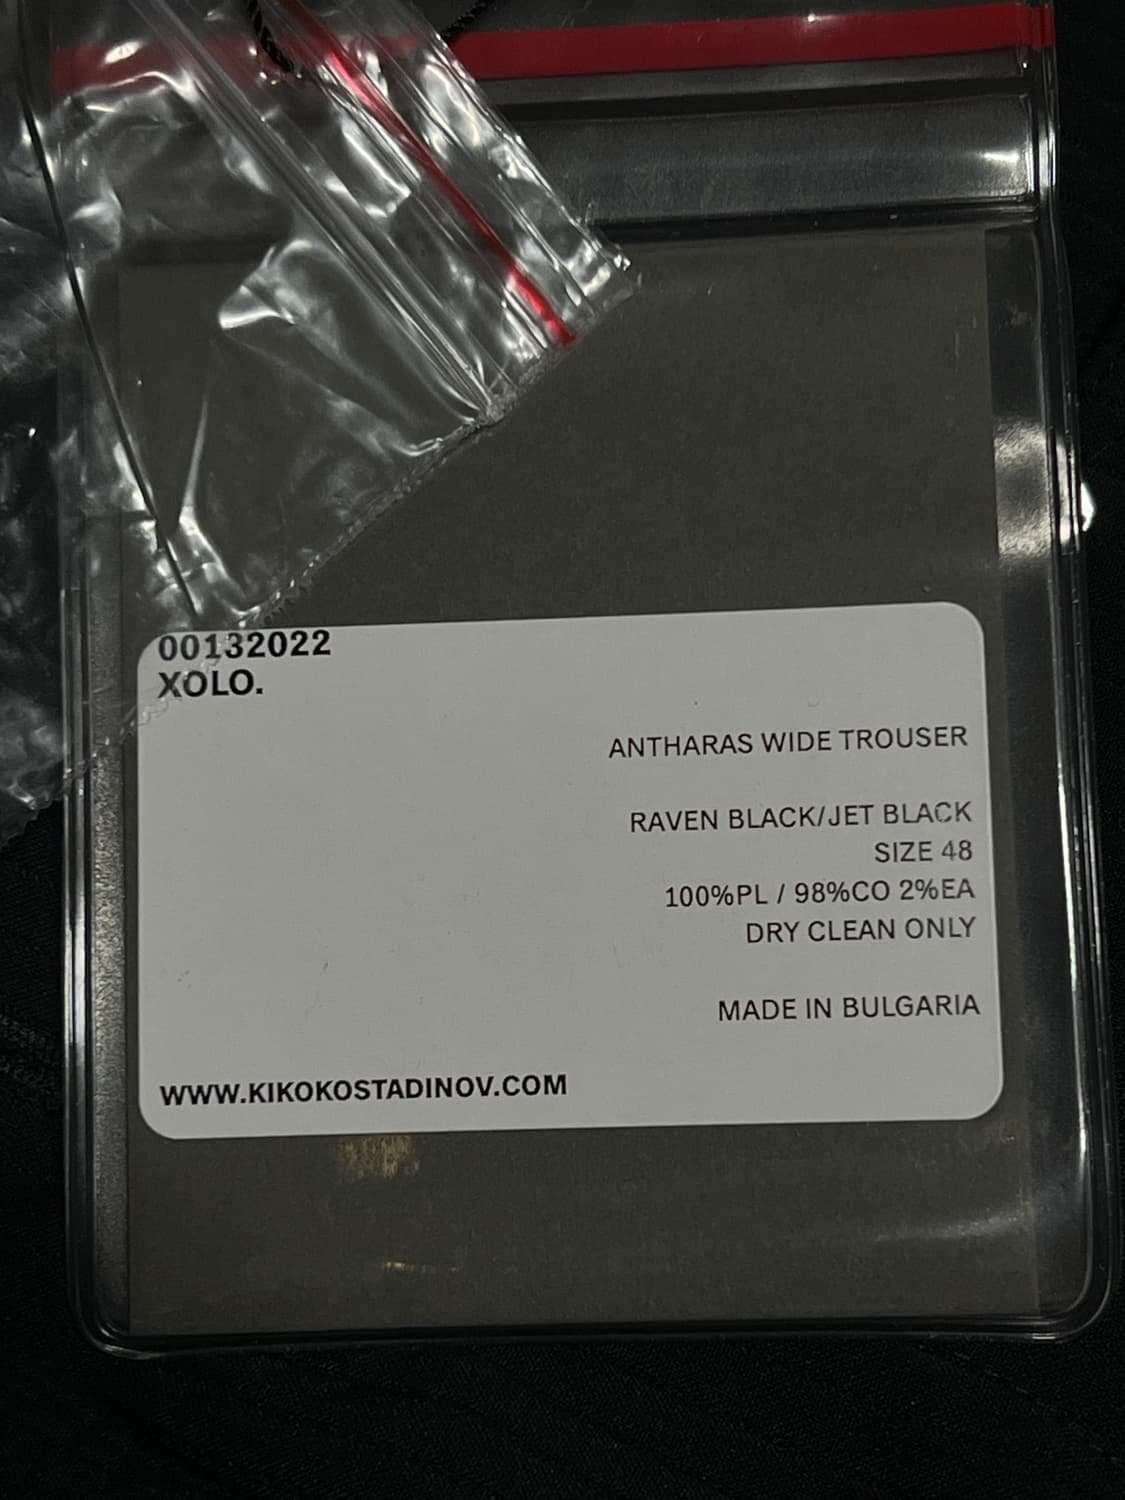 00132022
XOLO.
ANTHARAS WIDE TROUSER
RAVEN BLACK/JET BLACK
SIZE 48
100%PL / 98%CO 2%EA
DRY CLEAN ONLY
MADE IN BULGARIA
WWW.KIKOKOSTADINOV.COM